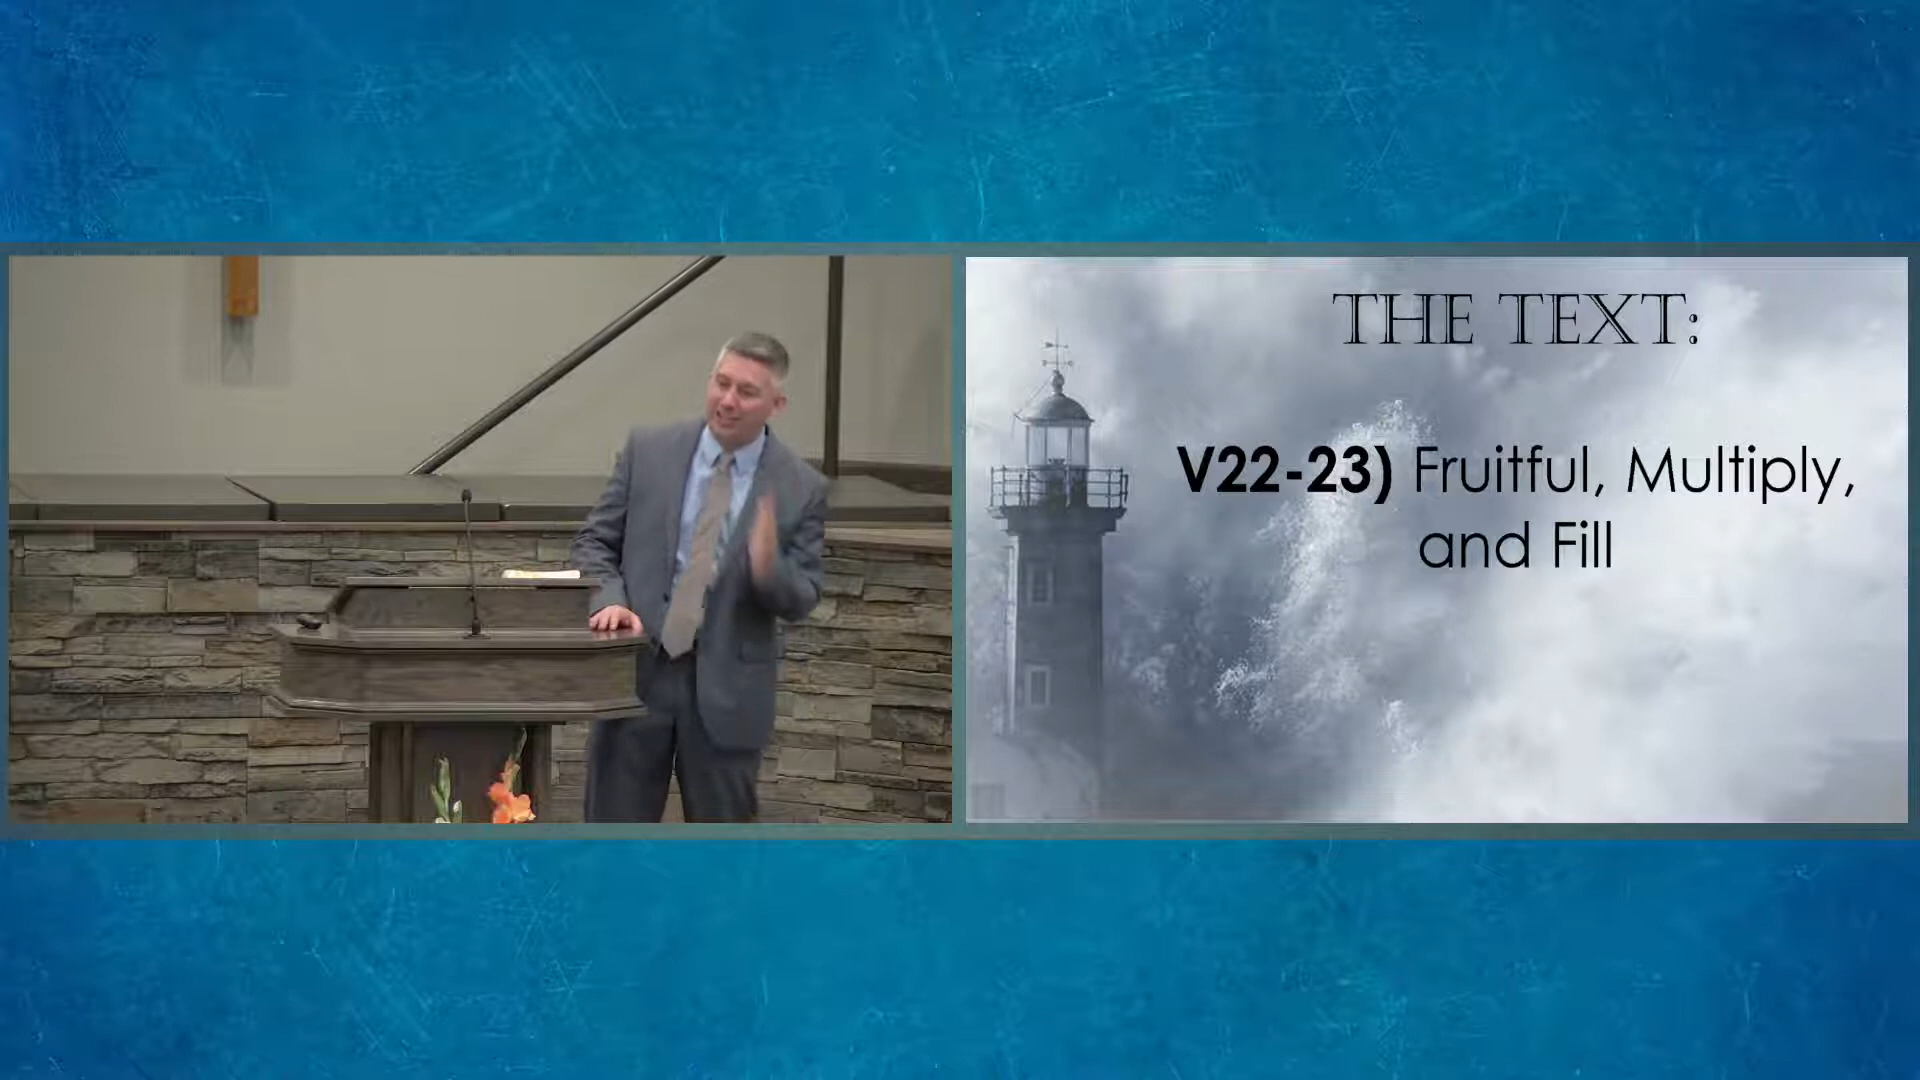 THE TEXT:
V22-23) Fruitful, Multiply,
and Fill